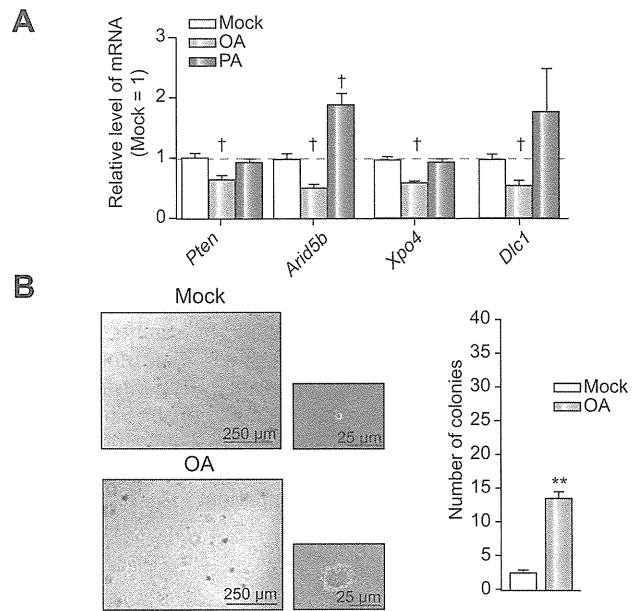 A
Mock
OA
PA
Relative level of mRNA
(Mock = 1)
3
2
1
0
†
†
†
†
†
Pten
Arid5b
Xpo4
Dlc1
B
Mock
250 µm
25 µm
OA
250 µm
25 µm
Number of colonies
40
35
30
25
20
15
10
5
0
Mock
OA
**